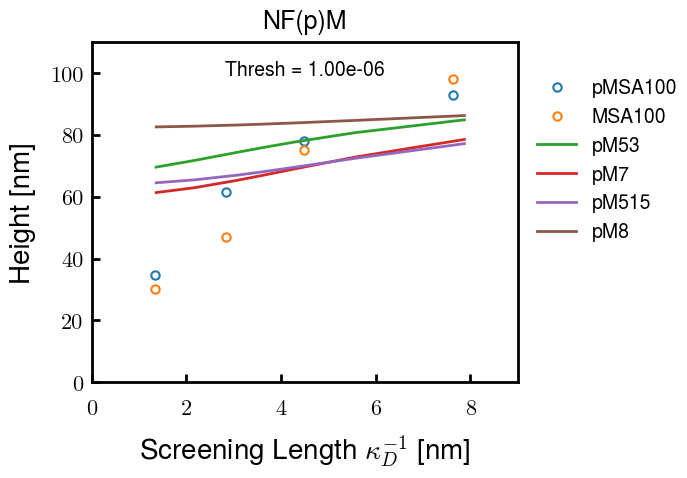 NF(p)M
Thresh = 1.00e-06
Height [nm]
100
80
60
40
20
0
0 2 4 6 8
Screening Length κ_D^{-1} [nm]
pMSA100
MSA100
pM53
pM7
pM515
pM8